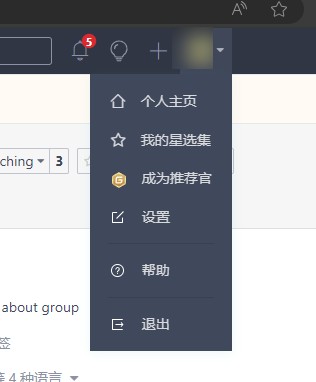 5
个人主页
ching
3
我的星选集
成为推荐官
设置
帮助
about group
退出
签
4 种语言